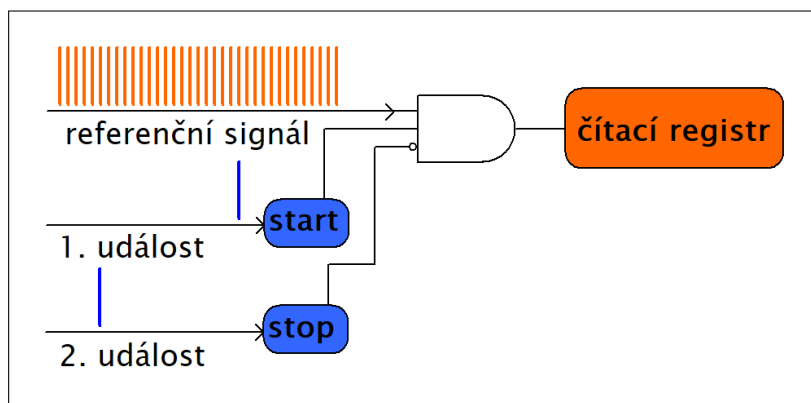 referenční signál
čítací registr
start
1. událost
stop
2. událost